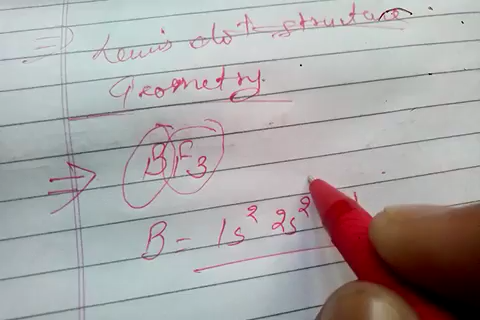 ⇒ Lewis dot structure
Geometry.
⇒ BF₃
B = 1s² 2s²